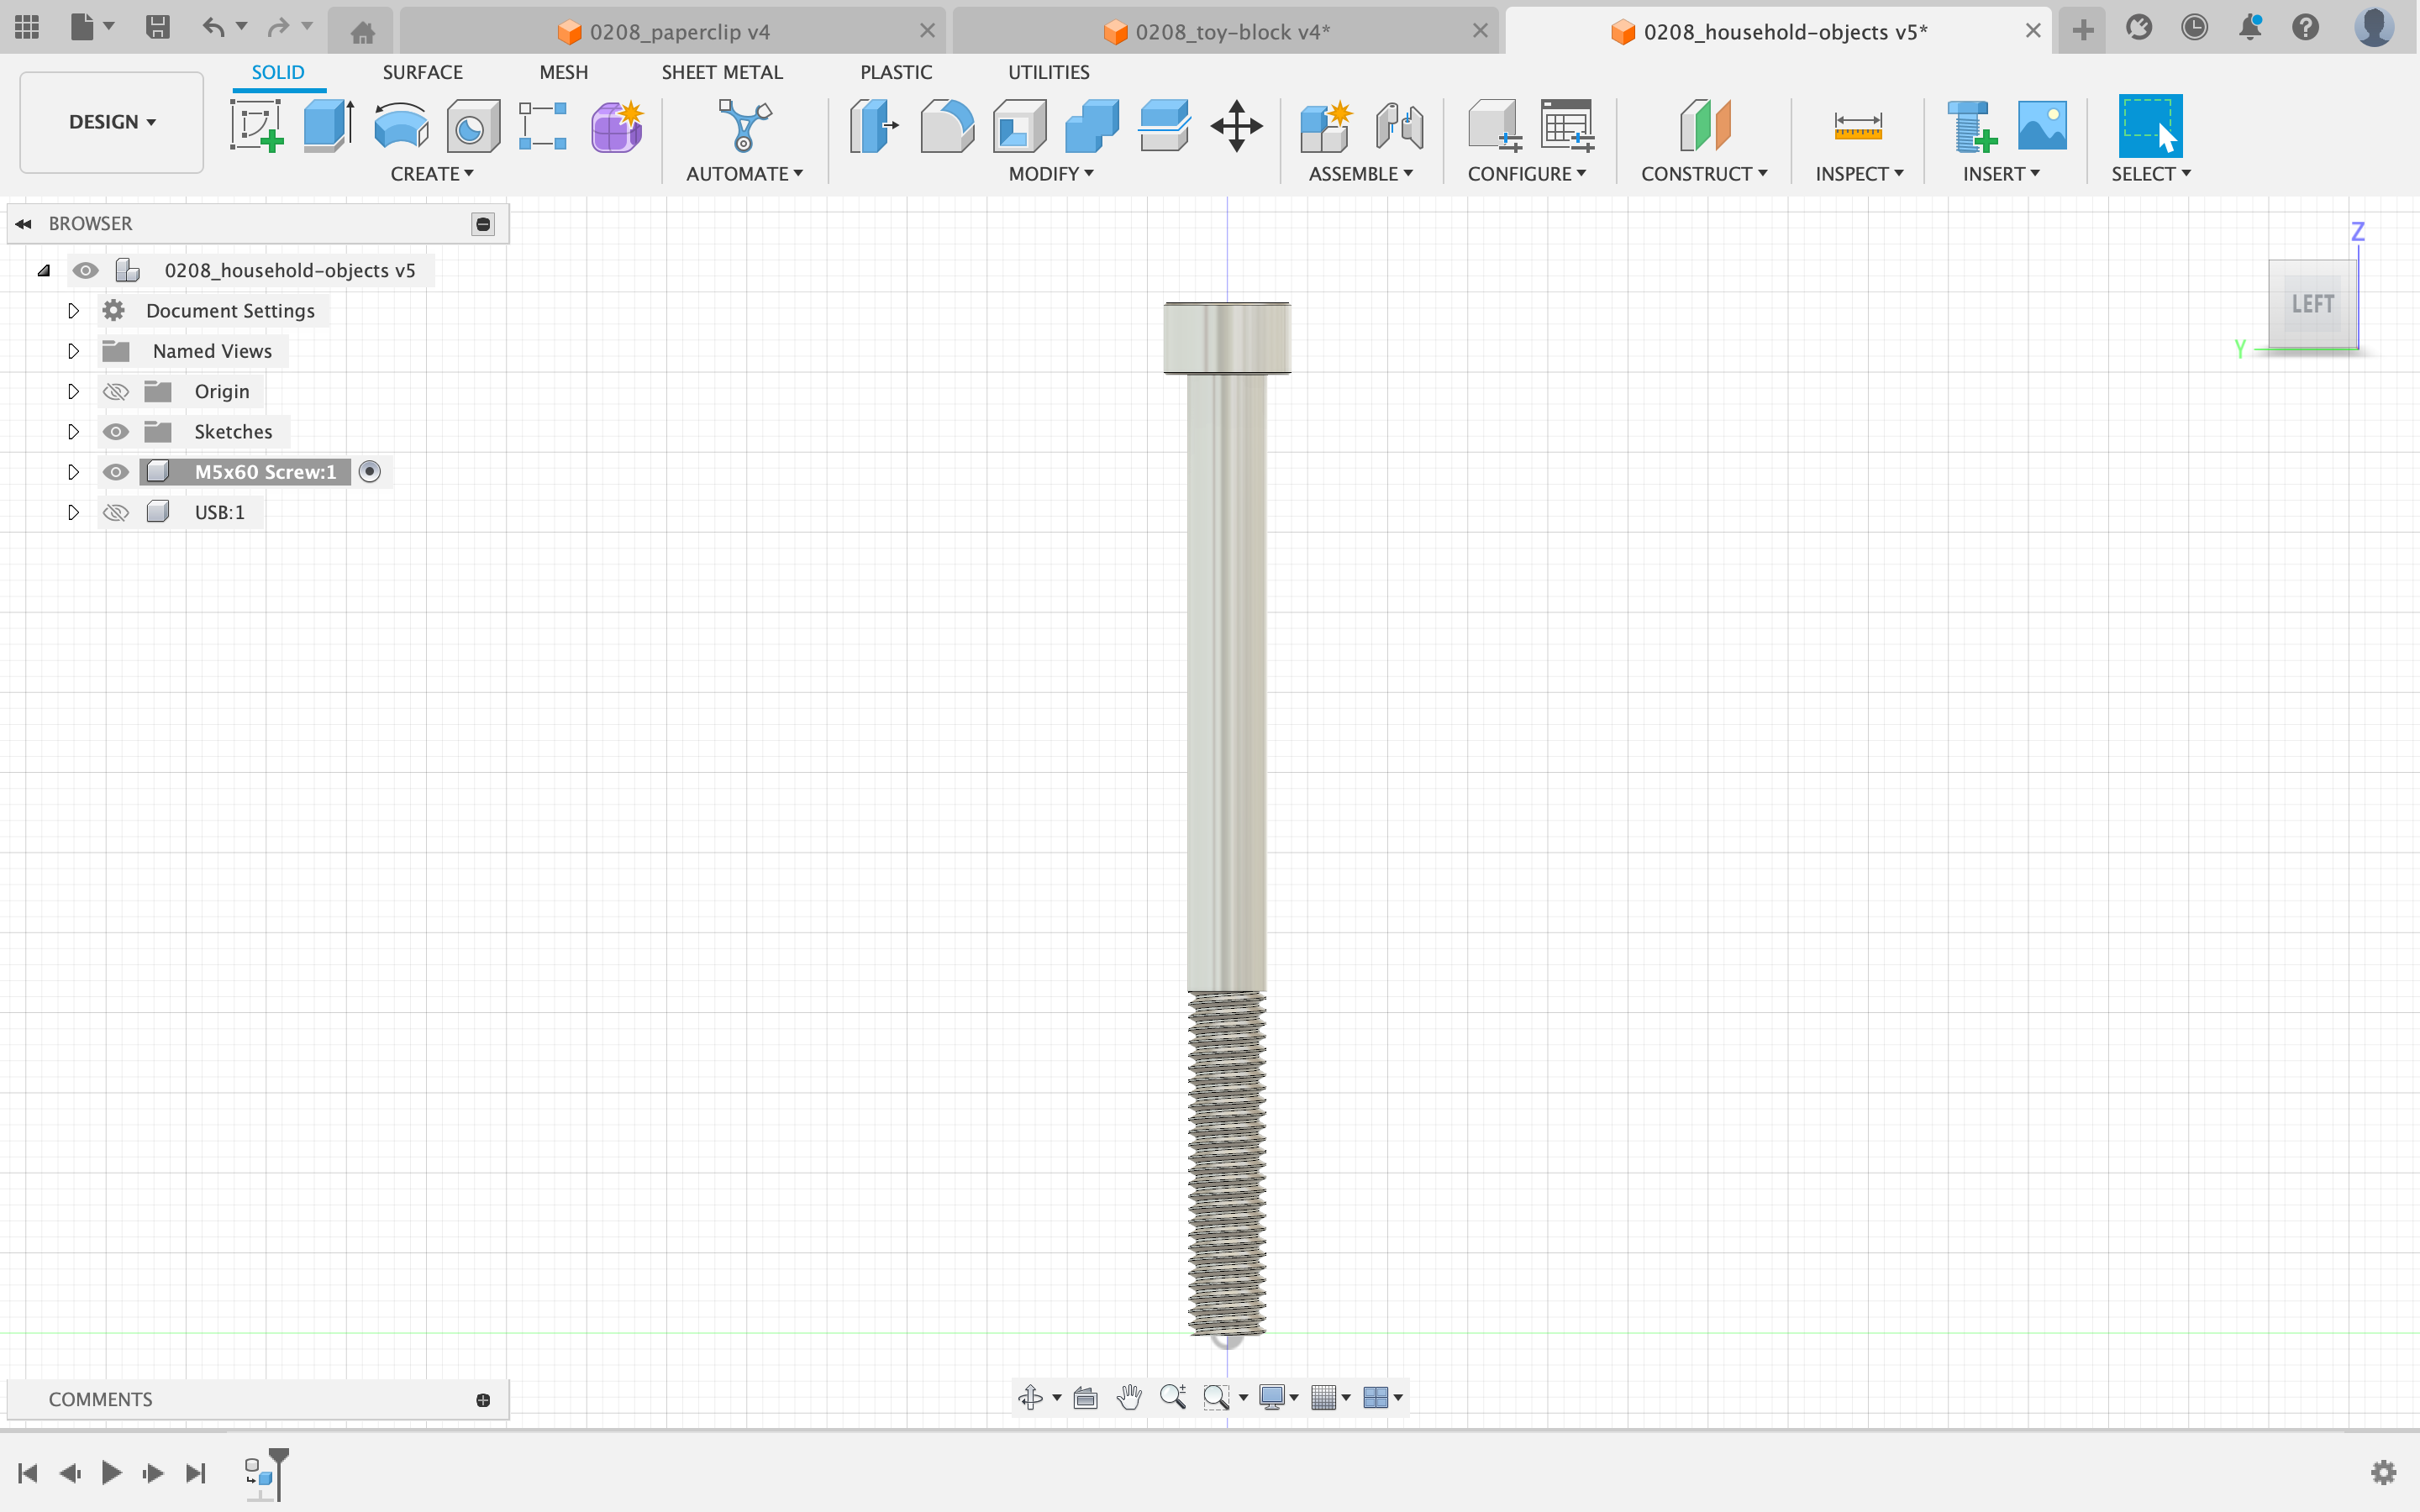 0208_paperclip v4
0208_toy-block v4*
0208_household-objects v5*
SOLID
SURFACE
MESH
SHEET METAL
PLASTIC
UTILITIES
DESIGN
CREATE
AUTOMATE
MODIFY
ASSEMBLE
CONFIGURE
CONSTRUCT
INSPECT
INSERT
SELECT
BROWSER
0208_household-objects v5
Document Settings
Named Views
Origin
Sketches
M5x60 Screw:1
USB:1
Z
LEFT
Y
COMMENTS